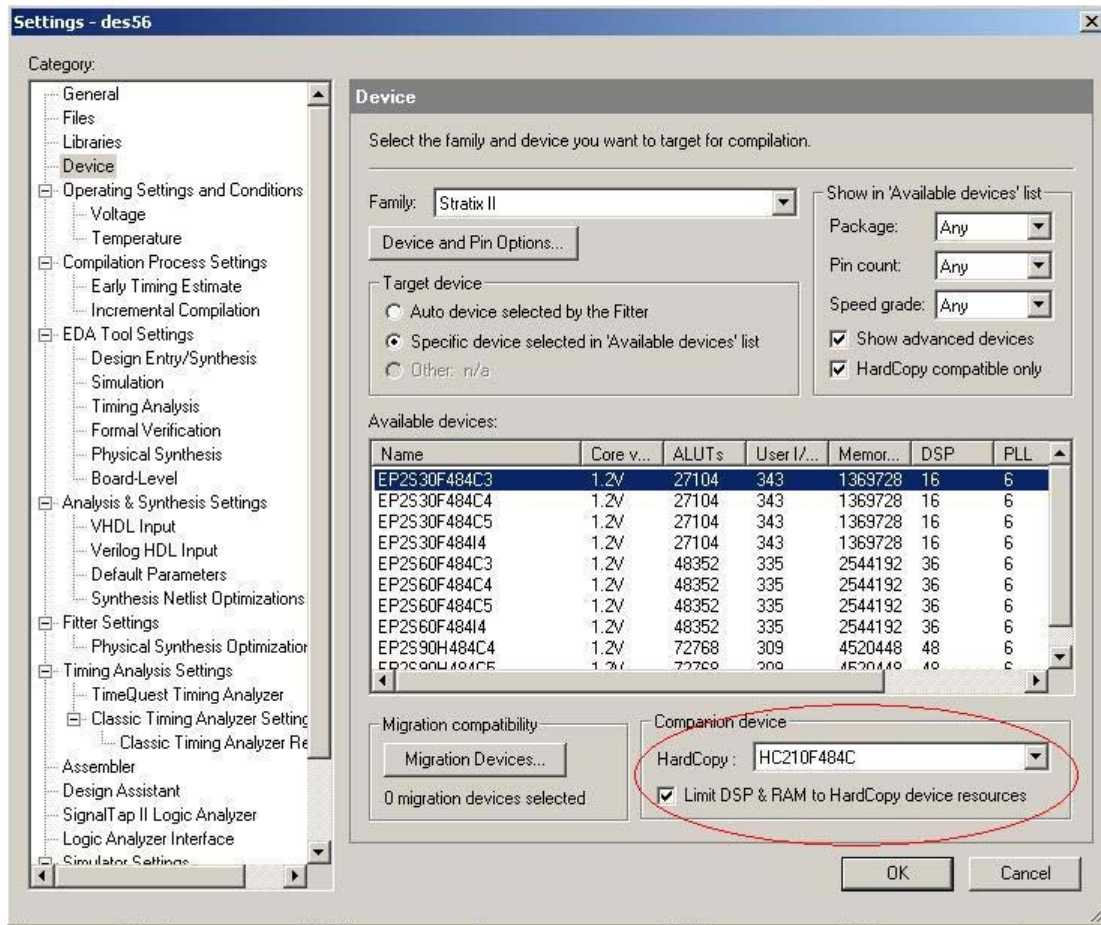 Settings - des56
Category:
General
Files
Libraries
Device
Operating Settings and Conditions
Voltage
Temperature
Compilation Process Settings
Early Timing Estimate
Incremental Compilation
EDA Tool Settings
Design Entry/Synthesis
Simulation
Timing Analysis
Formal Verification
Physical Synthesis
Board-Level
Analysis & Synthesis Settings
VHDL Input
Verilog HDL Input
Default Parameters
Synthesis Netlist Optimizations
Fitter Settings
Physical Synthesis Optimization
Timing Analysis Settings
TimeQuest Timing Analyzer
Classic Timing Analyzer Setting
Classic Timing Analyzer Re
Assembler
Design Assistant
SignalTap II Logic Analyzer
Logic Analyzer Interface
Simulator Settings
Device
Select the family and device you want to target for compilation.
Family: Stratix II
Device and Pin Options...
Target device
Auto device selected by the Fitter
Specific device selected in 'Available devices' list
Other: n/a
Show in 'Available devices' list
Package: Any
Pin count: Any
Speed grade: Any
Show advanced devices
HardCopy compatible only
Available devices:
Name Core v... ALUTs User I/... Memor... DSP PLL
EP2S30F484C3 1.2V 27104 343 1369728 16 6
EP2S30F484C4 1.2V 27104 343 1369728 16 6
EP2S30F484C5 1.2V 27104 343 1369728 16 6
EP2S30F484I4 1.2V 27104 343 1369728 16 6
EP2S60F484C3 1.2V 48352 335 2544192 36 6
EP2S60F484C4 1.2V 48352 335 2544192 36 6
EP2S60F484C5 1.2V 48352 335 2544192 36 6
EP2S60F484I4 1.2V 48352 335 2544192 36 6
EP2S90H484C4 1.2V 72768 309 4520448 48 6
EP2S90H484C5 1.2V 72768 309 4520448 48 6
Migration compatibility
Migration Devices...
0 migration devices selected
Companion device
HardCopy : HC210F484C
Limit DSP & RAM to HardCopy device resources
OK
Cancel